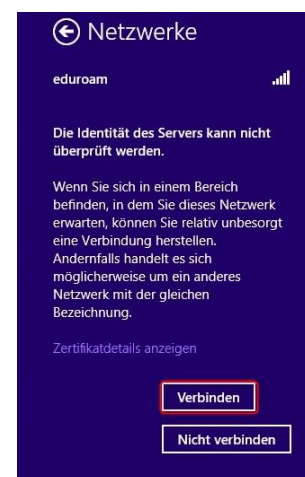 Netzwerke
eduroam
Die Identität des Servers kann nicht
überprüft werden.
Wenn Sie sich in einem Bereich
befinden, in dem Sie dieses Netzwerk
erwarten, können Sie relativ unbesorgt
eine Verbindung herstellen.
Andernfalls handelt es sich
möglicherweise um ein anderes
Netzwerk mit der gleichen
Bezeichnung.
Zertifikatdetails anzeigen
Verbinden
Nicht verbinden